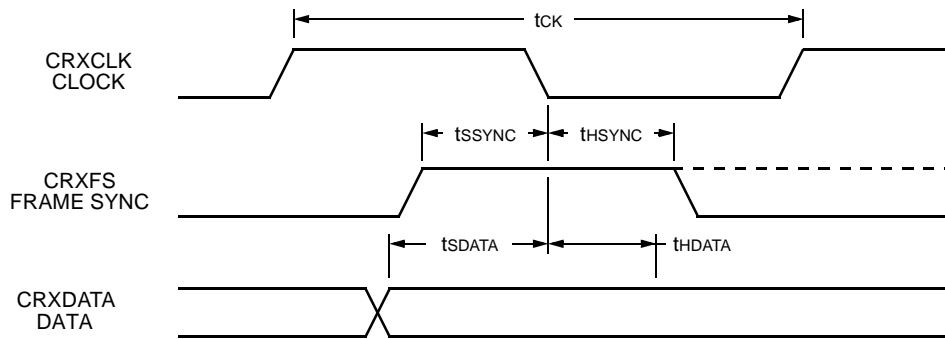 tCK
CRXCLK
CLOCK
tSSYNC
tHSYNC
CRXFS
FRAME SYNC
tSDATA
tHDATA
CRXDATA
DATA